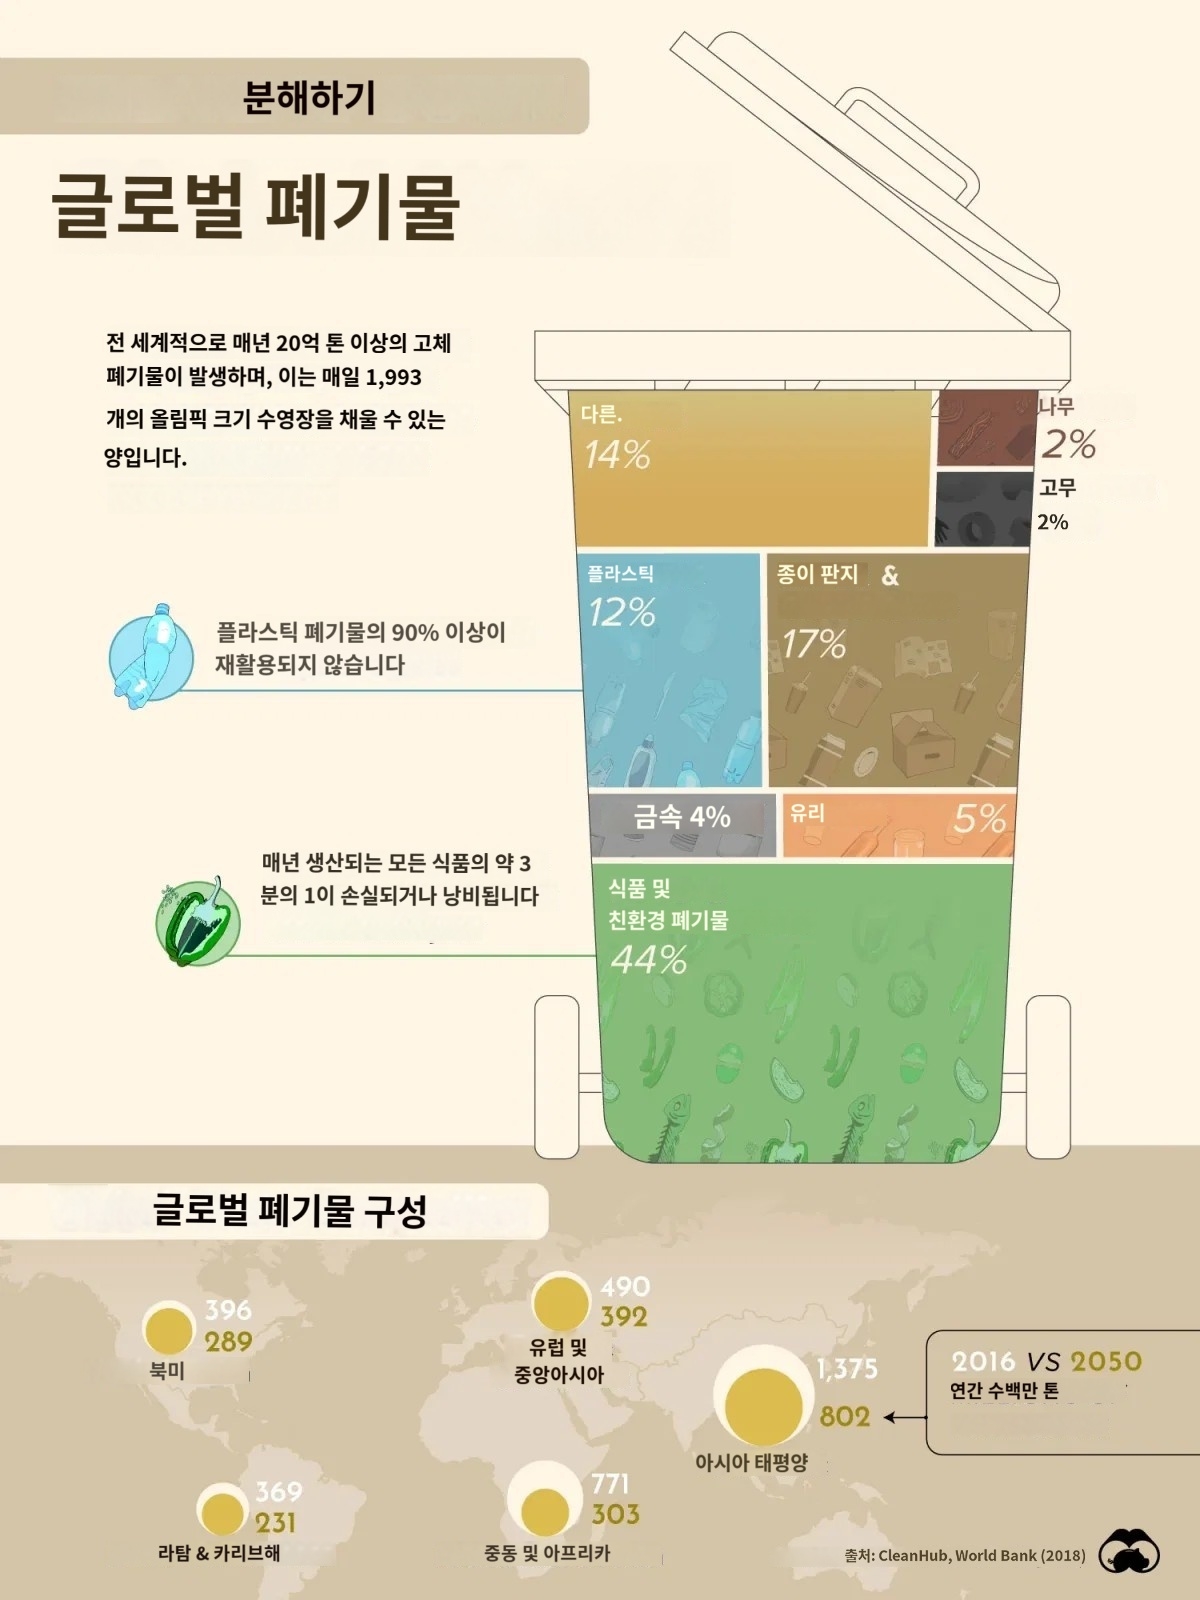 분해하기
글로벌 폐기물
전 세계적으로 매년 20억 톤 이상의 고체
폐기물이 발생하며, 이는 매일 1,993
개의 올림픽 크기 수영장을 채울 수 있는
양입니다.
다른.
14%
나무
2%
고무
2%
플라스틱
12%
종이 판지 &
17%
플라스틱 폐기물의 90% 이상이
재활용되지 않습니다
금속 4%
유리 5%
매년 생산되는 모든 식품의 약 3
분의 1이 손실되거나 낭비됩니다
식품 및
친환경 폐기물
44%
글로벌 폐기물 구성
396
289
북미
490
392
유럽 및
중앙아시아
1,375
802
아시아 태평양
2016 VS 2050
연간 수백만 톤
369
231
라탐 & 카리브해
771
303
중동 및 아프리카
출처: CleanHub, World Bank (2018)